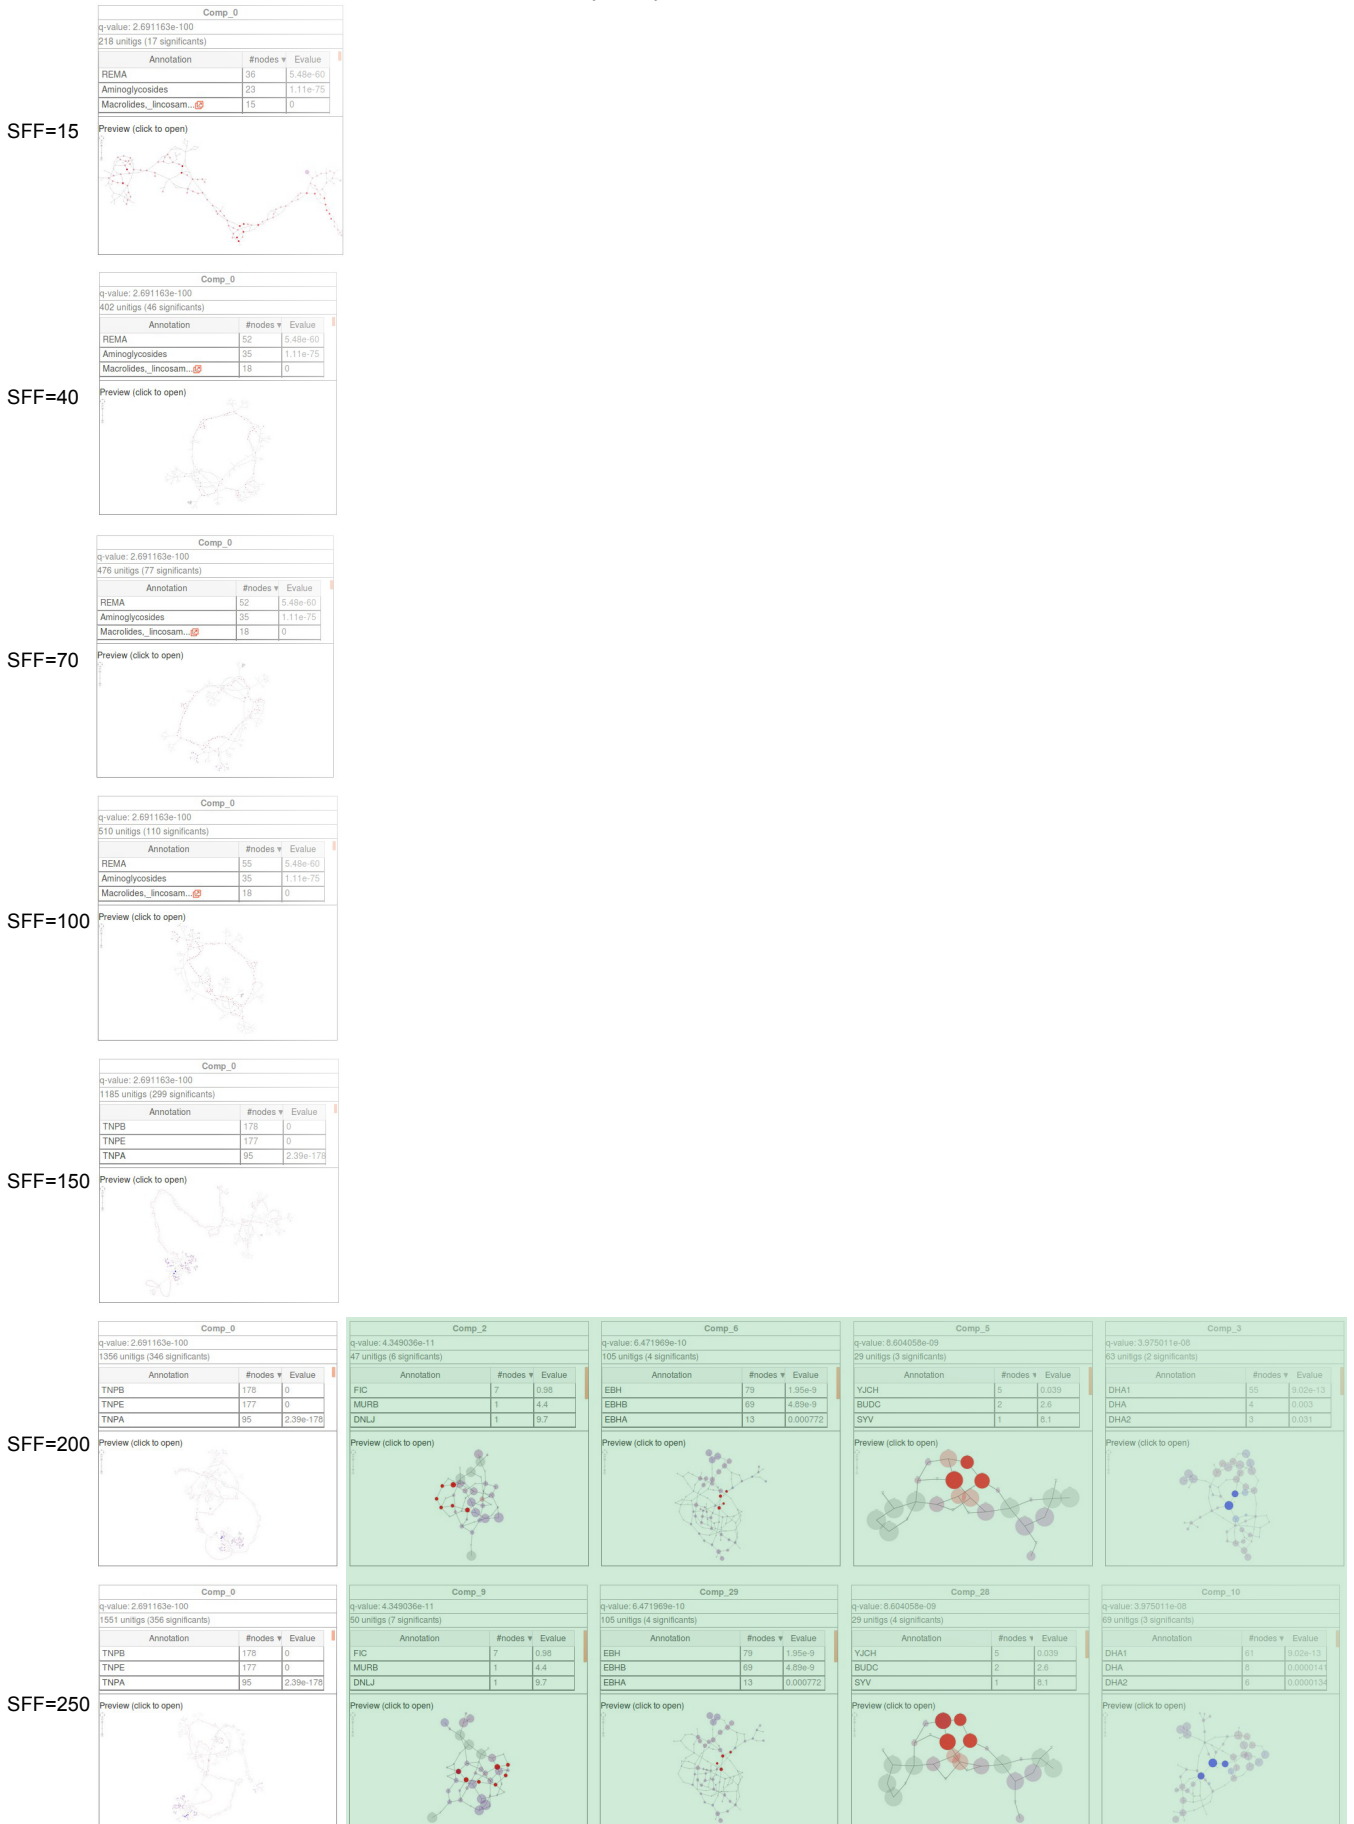 SFF=15
Comp_0
q-value: 2.691163e-100
218 unitigs (17 significants)
Annotation #nodes ▼ Evalue
REMA 36 5.48e-60
Aminoglycosides 23 1.11e-75
Macrolides,_lincosam... 15 0
Preview (click to open)
SFF=40
Comp_0
q-value: 2.691163e-100
402 unitigs (46 significants)
Annotation #nodes ▼ Evalue
REMA 52 5.48e-60
Aminoglycosides 35 1.11e-75
Macrolides,_lincosam... 18 0
Preview (click to open)
SFF=70
Comp_0
q-value: 2.691163e-100
476 unitigs (77 significants)
Annotation #nodes ▼ Evalue
REMA 52 5.48e-60
Aminoglycosides 35 1.11e-75
Macrolides,_lincosam... 18 0
Preview (click to open)
SFF=100
Comp_0
q-value: 2.691163e-100
510 unitigs (110 significants)
Annotation #nodes ▼ Evalue
REMA 55 5.48e-60
Aminoglycosides 35 1.11e-75
Macrolides,_lincosam... 18 0
Preview (click to open)
SFF=150
Comp_0
q-value: 2.691163e-100
1185 unitigs (299 significants)
Annotation #nodes ▼ Evalue
TNPB 178 0
TNPE 177 0
TNPA 95 2.39e-178
Preview (click to open)
SFF=200
Comp_0
q-value: 2.691163e-100
1356 unitigs (346 significants)
Annotation #nodes ▼ Evalue
TNPB 178 0
TNPE 177 0
TNPA 95 2.39e-178
Preview (click to open)
Comp_2
q-value: 4.349036e-11
47 unitigs (6 significants)
Annotation #nodes ▼ Evalue
FIC 7 0.98
MURB 1 4.4
DNLJ 1 9.7
Preview (click to open)
Comp_6
q-value: 6.471969e-10
105 unitigs (4 significants)
Annotation #nodes ▼ Evalue
EBH 79 1.95e-9
EBHB 69 4.89e-9
EBHA 13 0.000772
Preview (click to open)
Comp_5
q-value: 8.604058e-09
29 unitigs (3 significants)
Annotation #nodes ▼ Evalue
YJCH 5 0.039
BUDC 2 2.6
SYV 1 8.1
Preview (click to open)
Comp_3
q-value: 3.975011e-08
63 unitigs (2 significants)
Annotation #nodes ▼ Evalue
DHA1 55 9.02e-13
DHA 4 0.003
DHA2 3 0.031
Preview (click to open)
SFF=250
Comp_0
q-value: 2.691163e-100
1551 unitigs (356 significants)
Annotation #nodes ▼ Evalue
TNPB 178 0
TNPE 177 0
TNPA 95 2.39e-178
Preview (click to open)
Comp_9
q-value: 4.349036e-11
50 unitigs (7 significants)
Annotation #nodes ▼ Evalue
FIC 7 0.98
MURB 1 4.4
DNLJ 1 9.7
Preview (click to open)
Comp_29
q-value: 6.471969e-10
105 unitigs (4 significants)
Annotation #nodes ▼ Evalue
EBH 79 1.95e-9
EBHB 69 4.89e-9
EBHA 13 0.000772
Preview (click to open)
Comp_28
q-value: 8.604058e-09
29 unitigs (4 significants)
Annotation #nodes ▼ Evalue
YJCH 5 0.039
BUDC 2 2.6
SYV 1 8.1
Preview (click to open)
Comp_10
q-value: 3.975011e-08
69 unitigs (3 significants)
Annotation #nodes ▼ Evalue
DHA1 61 9.02e-13
DHA 8 0.0000141
DHA2 6 0.0000134
Preview (click to open)